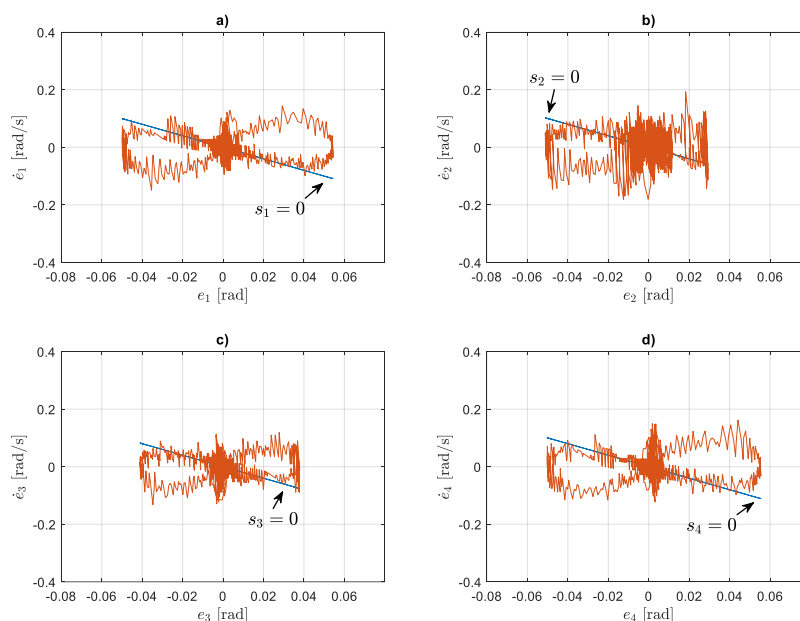 a)
0.4
0.2
0
-0.2
-0.4
ė₁ [rad/s]
s₁ = 0
-0.08 -0.06 -0.04 -0.02 0 0.02 0.04 0.06
e₁ [rad]
b)
0.4
0.2
0
-0.2
-0.4
ė₂ [rad/s]
s₂ = 0
-0.08 -0.06 -0.04 -0.02 0 0.02 0.04 0.06
e₂ [rad]
c)
0.4
0.2
0
-0.2
-0.4
ė₃ [rad/s]
s₃ = 0
-0.08 -0.06 -0.04 -0.02 0 0.02 0.04 0.06
e₃ [rad]
d)
0.4
0.2
0
-0.2
-0.4
ė₄ [rad/s]
s₄ = 0
-0.08 -0.06 -0.04 -0.02 0 0.02 0.04 0.06
e₄ [rad]